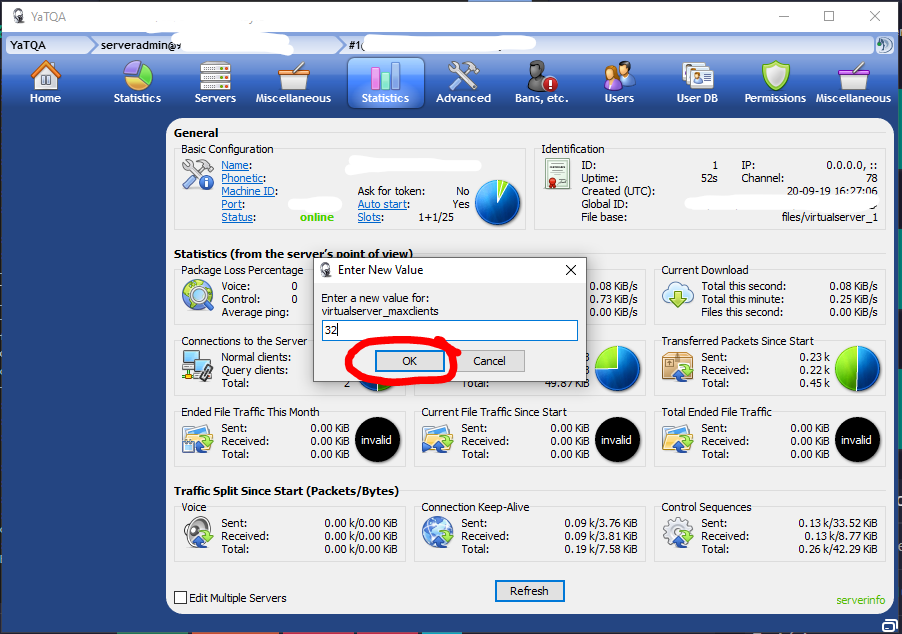 YaTQA
YaTQA
serveradmin@
#1(
Home
Statistics
Servers
Miscellaneous
Statistics
Advanced
Bans, etc.
Users
User DB
Permissions
Miscellaneous
General
Basic Configuration
Name:
Phonetic:
Machine ID:
Port:
Status: online
Ask for token: No
Auto start: Yes
Slots: 1+1/25
Identification
ID: 1
IP: 0.0.0.0, ::
Uptime: 52s
Channel: 78
Created (UTC): 20-09-19 16:27:06
Global ID:
File base: files/virtualserver_1
Statistics (from the server's point of view)
Package Loss Percentage
Voice: 0
Control: 0
Average ping:
0.08 KiB/s
0.73 KiB/s
0.00 KiB/s
Current Download
Total this second: 0.08 KiB/s
Total this minute: 0.25 KiB/s
Files this second: 0.00 KiB/s
Enter New Value
Enter a new value for:
virtualserver_maxclients
32
OK
Cancel
Connections to the Server
Normal clients:
Query clients:
Total: 2
Total: 49.87 KiB
Transferred Packets Since Start
Sent: 0.23 k
Received: 0.22 k
Total: 0.45 k
Ended File Traffic This Month
Sent: 0.00 KiB
Received: 0.00 KiB
Total: 0.00 KiB
invalid
Current File Traffic Since Start
Sent: 0.00 KiB
Received: 0.00 KiB
Total: 0.00 KiB
invalid
Total Ended File Traffic
Sent: 0.00 KiB
Received: 0.00 KiB
Total: 0.00 KiB
invalid
Traffic Split Since Start (Packets/Bytes)
Voice
Sent: 0.00 k/0.00 KiB
Received: 0.00 k/0.00 KiB
Total: 0.00 k/0.00 KiB
Connection Keep-Alive
Sent: 0.09 k/3.76 KiB
Received: 0.09 k/3.81 KiB
Total: 0.19 k/7.58 KiB
Control Sequences
Sent: 0.13 k/33.52 KiB
Received: 0.13 k/8.77 KiB
Total: 0.26 k/42.29 KiB
Edit Multiple Servers
Refresh
serverinfo